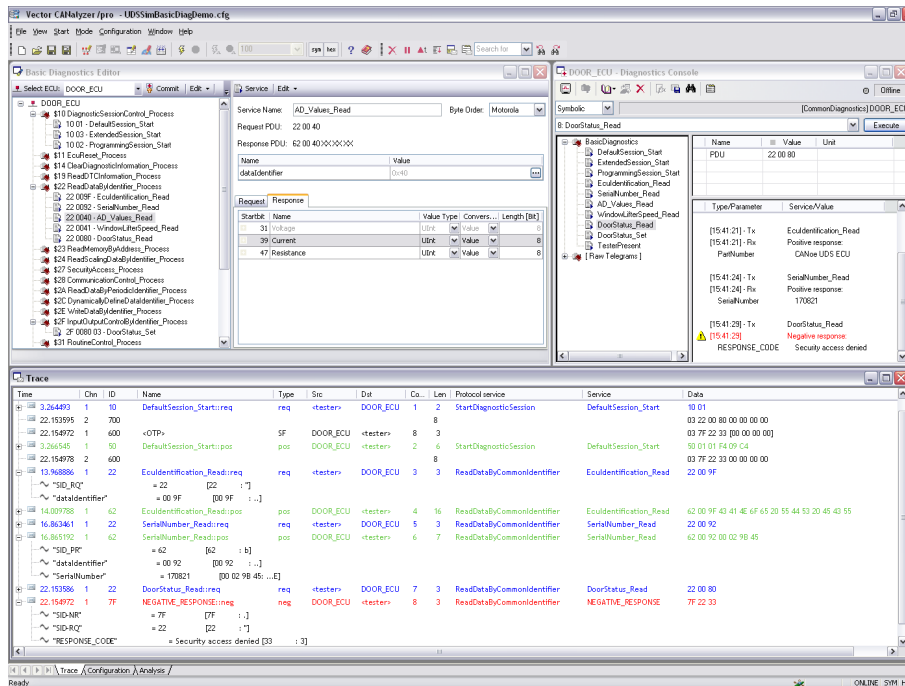 Vector CANalyzer /pro - UDSSimBasicDiagDemo.cfg
File View Start Mode Configuration Window Help
100 sym hex Search for
Basic Diagnostics Editor
Select ECU: DOOR_ECU Commit Edit
DOOR_ECU
$10 DiagnosticSessionControl_Process
10 01 - DefaultSession_Start
10 03 - ExtendedSession_Start
10 02 - ProgrammingSession_Start
$11 EcuReset_Process
$14 ClearDiagnosticInformation_Process
$19 ReadDTCInformation_Process
$22 ReadDataByIdentifier_Process
22 009F - EcuIdentification_Read
22 0092 - SerialNumber_Read
22 0040 - AD_Values_Read
22 0041 - WindowLifterSpeed_Read
22 0080 - DoorStatus_Read
$23 ReadMemoryByAddress_Process
$24 ReadScalingDataByIdentifier_Process
$27 SecurityAccess_Process
$28 CommunicationControl_Process
$2A ReadDataByPeriodicIdentifier_Process
$2C DynamicallyDefineDataIdentifier_Process
$2E WriteDataByIdentifier_Process
$2F InputOutputControlByIdentifier_Process
2F 0080 03 - DoorStatus_Set
$31 RoutineControl_Process
Service Edit
Service Name: AD_Values_Read Byte Order: Motorola
Request PDU: 22 00 40
Response PDU: 62 00 40 XX XX XX
Name Value
dataIdentifier 0x40 ...
Request Response
Startbit Name Value Type Convers... Length [Bit]
31 Voltage UInt Value 8
39 Current UInt Value 8
47 Resistance UInt Value 8
DOOR_ECU - Diagnostics Console
Offline
Symbolic [CommonDiagnostics] DOOR_ECU
8: DoorStatus_Read Execute
BasicDiagnostics
DefaultSession_Start
ExtendedSession_Start
ProgrammingSession_Start
EcuIdentification_Read
SerialNumber_Read
AD_Values_Read
WindowLifterSpeed_Read
DoorStatus_Read
DoorStatus_Set
TesterPresent
[ Raw Telegrams ]
Name Value Unit
PDU 22 00 80
Type/Parameter Service/Value
[15:41:21] - Tx EcuIdentification_Read
[15:41:21] - Rx Positive response:
PartNumber CANoe UDS ECU
[15:41:24] - Tx SerialNumber_Read
[15:41:24] - Rx Positive response:
SerialNumber 170821
[15:41:29] - Tx DoorStatus_Read
[15:41:29] Negative response:
RESPONSE_CODE Security access denied
Trace
Time Chn ID Name Type Src Dst Co... Len Protocol service Service Data
3.264493 1 10 DefaultSession_Start::req req <tester> DOOR_ECU 1 2 StartDiagnosticSession DefaultSession_Start 10 01
22.153595 2 700 8 03 22 00 80 00 00 00 00
22.154972 1 600 <OTP> SF DOOR_ECU <tester> 8 3 03 7F 22 33 [00 00 00 00]
3.266545 1 50 DefaultSession_Start::pos pos DOOR_ECU <tester> 2 6 StartDiagnosticSession DefaultSession_Start 50 01 01 F4 09 C4
22.154978 2 600 8 03 7F 22 33 00 00 00 00
13.968886 1 22 EcuIdentification_Read::req req <tester> DOOR_ECU 3 3 ReadDataByCommonIdentifier EcuIdentification_Read 22 00 9F
"SID_RQ" = 22 [22 : "]
"dataIdentifier" = 00 9F [00 9F : ..]
14.009788 1 62 EcuIdentification_Read::pos pos DOOR_ECU <tester> 4 16 ReadDataByCommonIdentifier EcuIdentification_Read 62 00 9F 43 41 4E 6F 65 20 55 44 53 20 45 43 55
16.863461 1 22 SerialNumber_Read::req req <tester> DOOR_ECU 5 3 ReadDataByCommonIdentifier SerialNumber_Read 22 00 92
16.865192 1 62 SerialNumber_Read::pos pos DOOR_ECU <tester> 6 7 ReadDataByCommonIdentifier SerialNumber_Read 62 00 92 00 02 9B 45
"SID_PR" = 62 [62 : b]
"dataIdentifier" = 00 92 [00 92 : ..]
"SerialNumber" = 170821 [00 02 9B 45: ...E]
22.153586 1 22 DoorStatus_Read::req req <tester> DOOR_ECU 7 3 ReadDataByCommonIdentifier DoorStatus_Read 22 00 80
22.154972 1 7F NEGATIVE_RESPONSE::neg neg DOOR_ECU <tester> 8 3 ReadDataByCommonIdentifier NEGATIVE_RESPONSE 7F 22 33
"SID-NR" = 7F [7F : .]
"SID-RQ" = 22 [22 : "]
"RESPONSE_CODE" = Security access denied [33 : 3]
Trace Configuration Analysis
Ready ONLINE SYM H